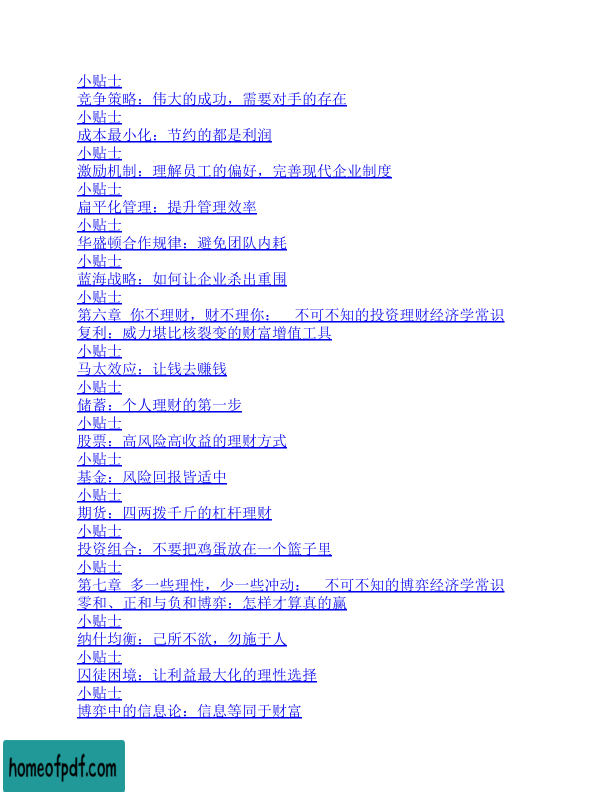 小贴士
竞争策略：伟大的成功，需要对手的存在
小贴士
成本最小化：节约的都是利润
小贴士
激励机制：理解员工的偏好，完善现代企业制度
小贴士
扁平化管理：提升管理效率
小贴士
华盛顿合作规律：避免团队内耗
小贴士
蓝海战略：如何让企业杀出重围
小贴士
第六章 你不理财，财不理你： 不可不知的投资理财经济学常识
复利：威力堪比核裂变的财富增值工具
小贴士
马太效应：让钱去赚钱
小贴士
储蓄：个人理财的第一步
小贴士
股票：高风险高收益的理财方式
小贴士
基金：风险回报皆适中
小贴士
期货：四两拨千斤的杠杆理财
小贴士
投资组合：不要把鸡蛋放在一个篮子里
小贴士
第七章 多一些理性，少一些冲动： 不可不知的博弈经济学常识
零和、正和与负和博弈：怎样才算真的赢
小贴士
纳什均衡：己所不欲，勿施于人
小贴士
囚徒困境：让利益最大化的理性选择
小贴士
博弈中的信息论：信息等同于财富
homeofpdf.com